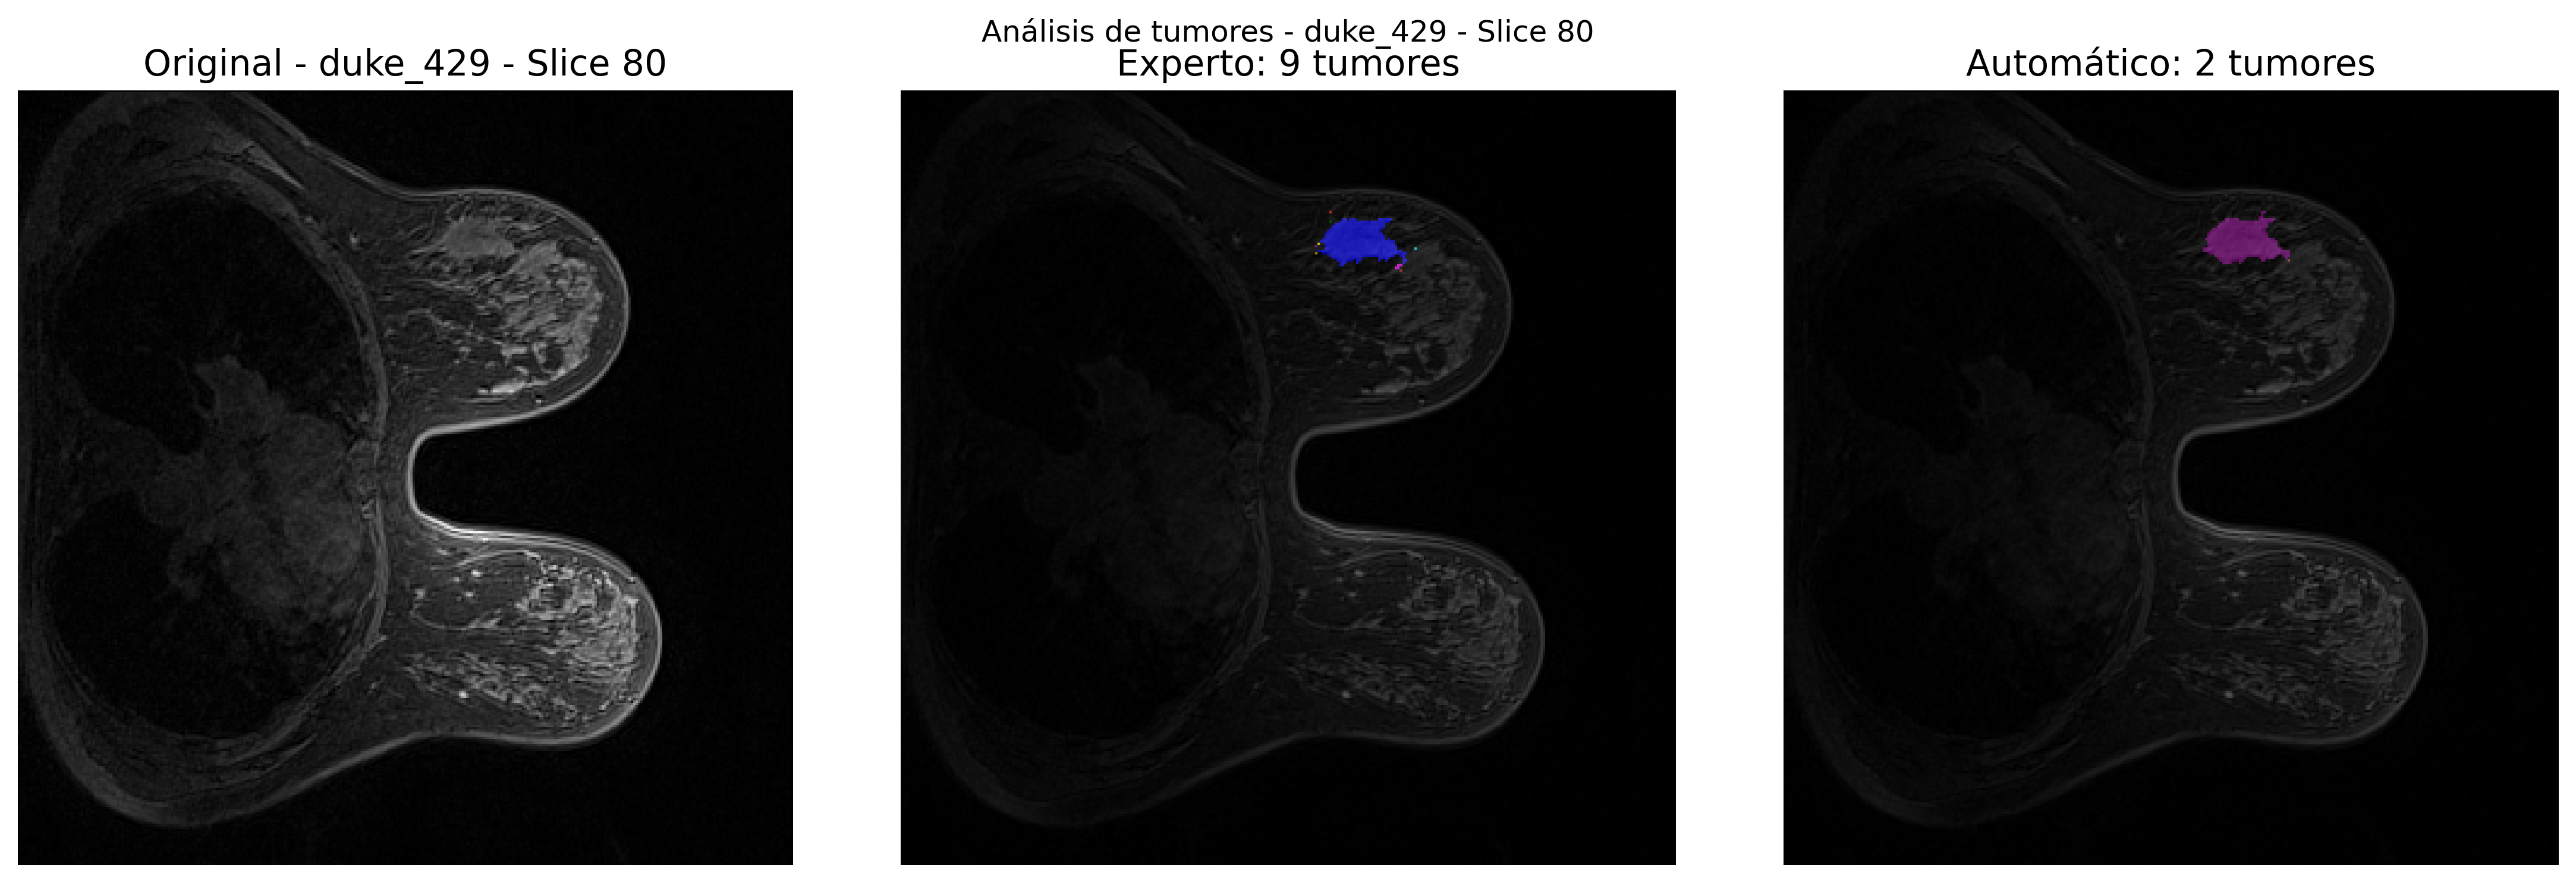 Análisis de tumores - duke_429 - Slice 80
Original - duke_429 - Slice 80
Experto: 9 tumores
Automático: 2 tumores